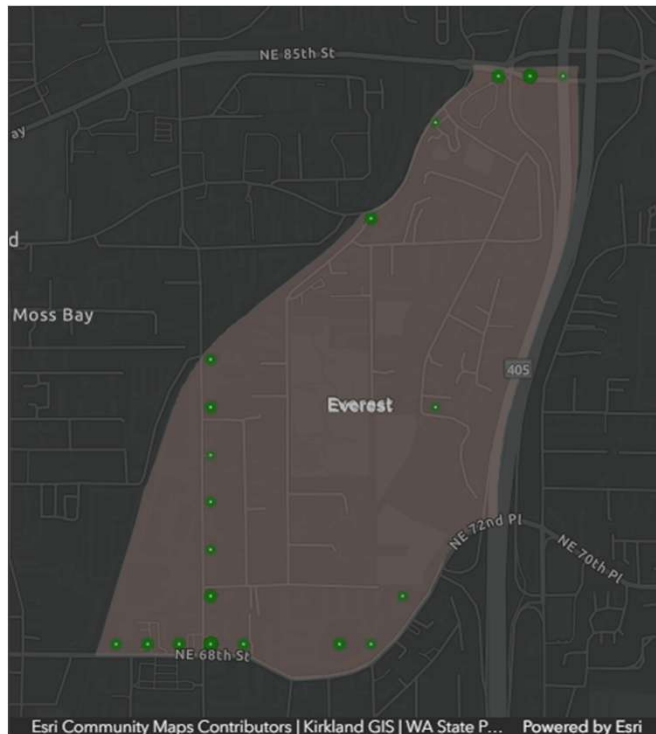 NE 85th St
ay
d
Moss Bay
405
Everest
NE 72nd Pl
NE 70th Pl
NE 68th St
Esri Community Maps Contributors | Kirkland GIS | WA State P... Powered by Esri